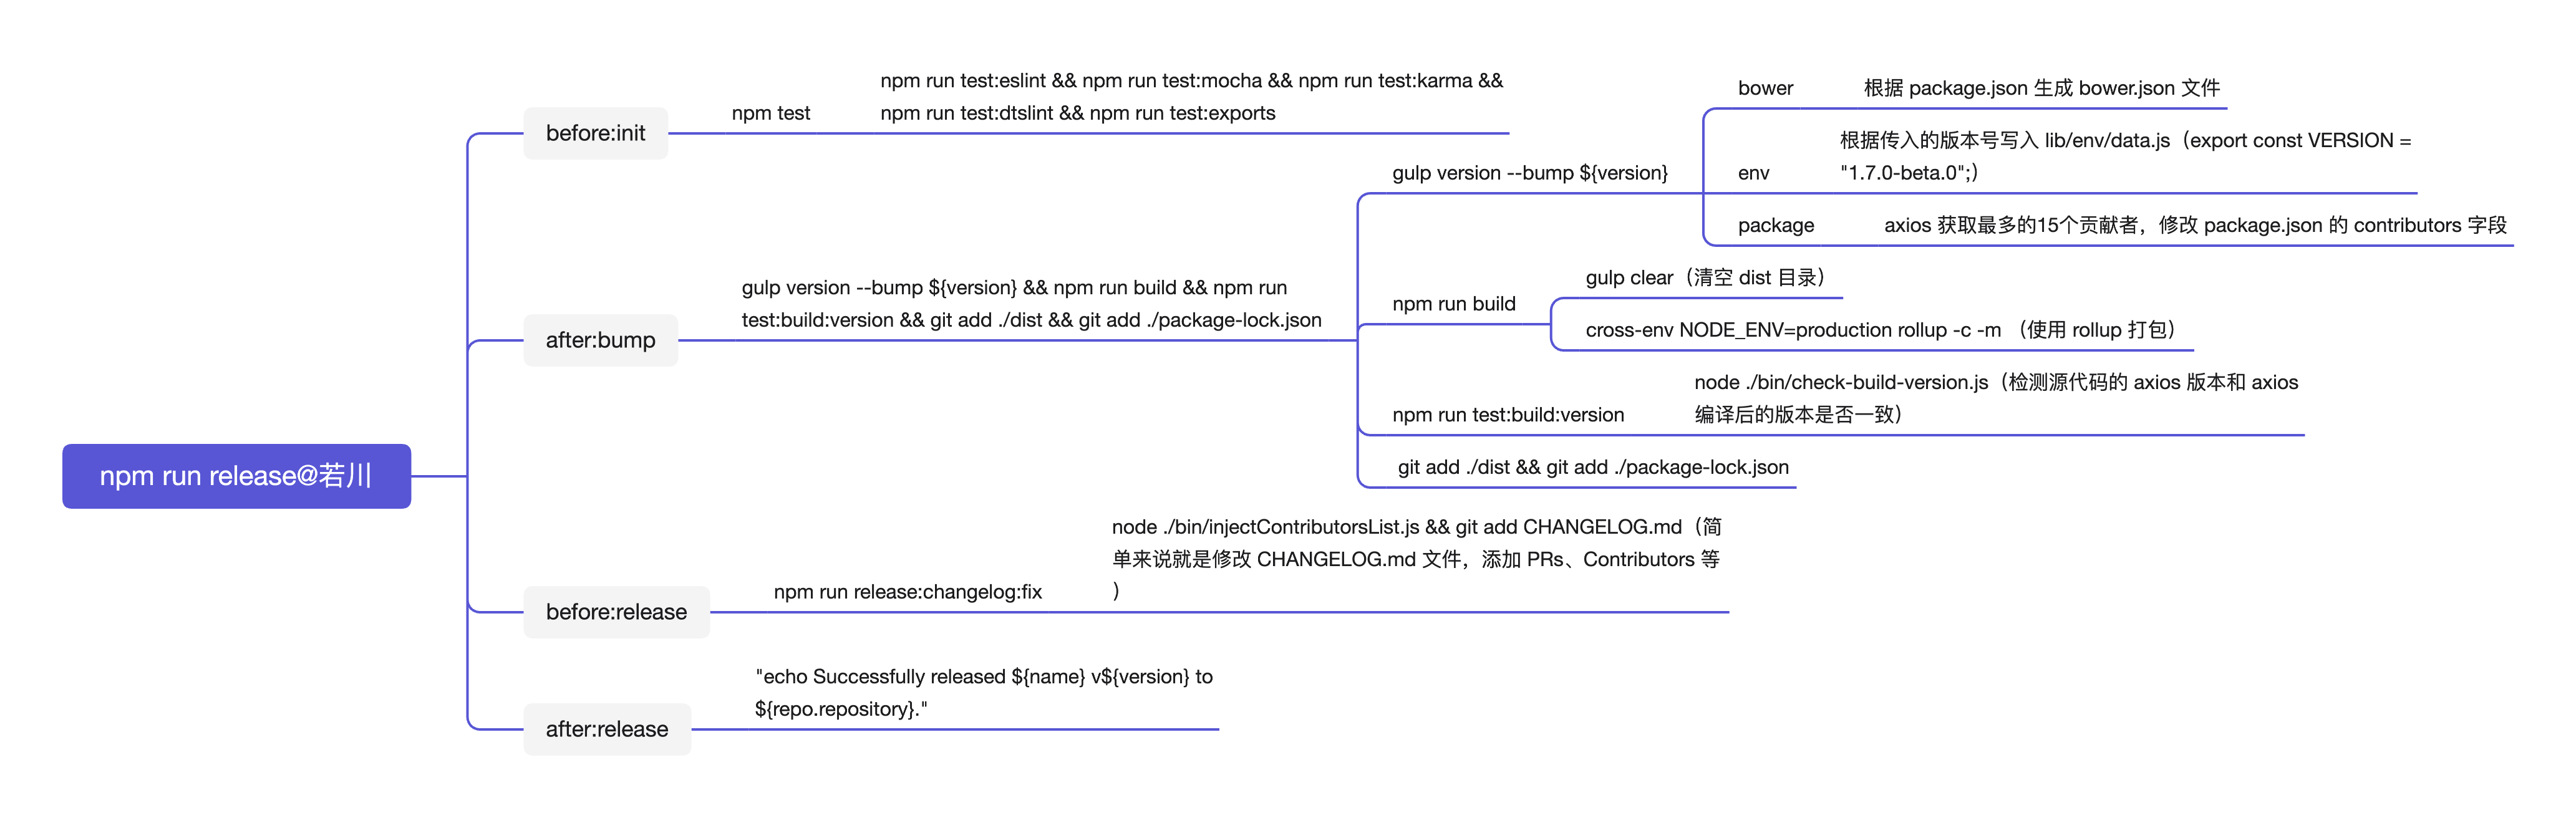 npm run release@若川
before:init
npm test
npm run test:eslint && npm run test:mocha && npm run test:karma &&
npm run test:dtslint && npm run test:exports
after:bump
gulp version --bump ${version} && npm run build && npm run
test:build:version && git add ./dist && git add ./package-lock.json
gulp version --bump ${version}
bower
根据 package.json 生成 bower.json 文件
env
根据传入的版本号写入 lib/env/data.js（export const VERSION =
"1.7.0-beta.0";）
package
axios 获取最多的15个贡献者，修改 package.json 的 contributors 字段
npm run build
gulp clear（清空 dist 目录）
cross-env NODE_ENV=production rollup -c -m （使用 rollup 打包）
npm run test:build:version
node ./bin/check-build-version.js（检测源代码的 axios 版本和 axios
编译后的版本是否一致）
git add ./dist && git add ./package-lock.json
before:release
npm run release:changelog:fix
node ./bin/injectContributorsList.js && git add CHANGELOG.md（简
单来说就是修改 CHANGELOG.md 文件，添加 PRs、Contributors 等
）
after:release
"echo Successfully released ${name} v${version} to
${repo.repository}."